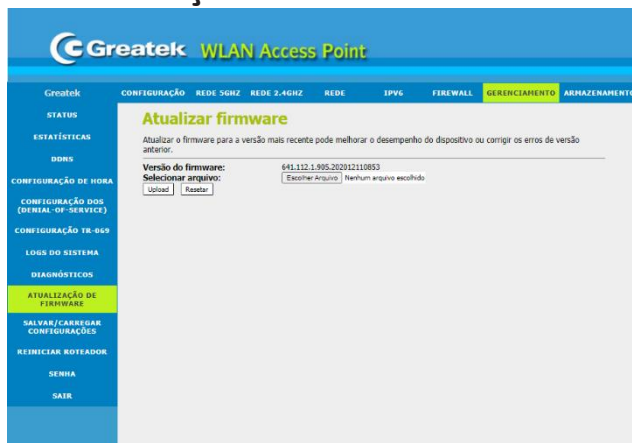 Greatek WLAN Access Point
Greatek CONFIGURAÇÃO REDE 5GHZ REDE 2.4GHZ REDE IPV6 FIREWALL GERENCIAMENTO ARMAZENAMENTO
STATUS
ESTATÍSTICAS
DDNS
CONFIGURAÇÃO DE HORA
CONFIGURAÇÃO DOS
(DENIAL-OF-SERVICE)
CONFIGURAÇÃO TR-069
LOGS DO SISTEMA
DIAGNÓSTICOS
ATUALIZAÇÃO DE
FIRMWARE
SALVAR/CARREGAR
CONFIGURAÇÕES
REINICIAR ROTEADOR
SENHA
SAIR
Atualizar firmware
Atualizar o firmware para a versão mais recente pode melhorar o desempenho do dispositivo ou corrigir os erros de versão
anterior.
Versão do firmware: 641.112.1.905.202012110853
Selecionar arquivo: Escolher Arquivo Nenhum arquivo escolhido
Upload Resetar